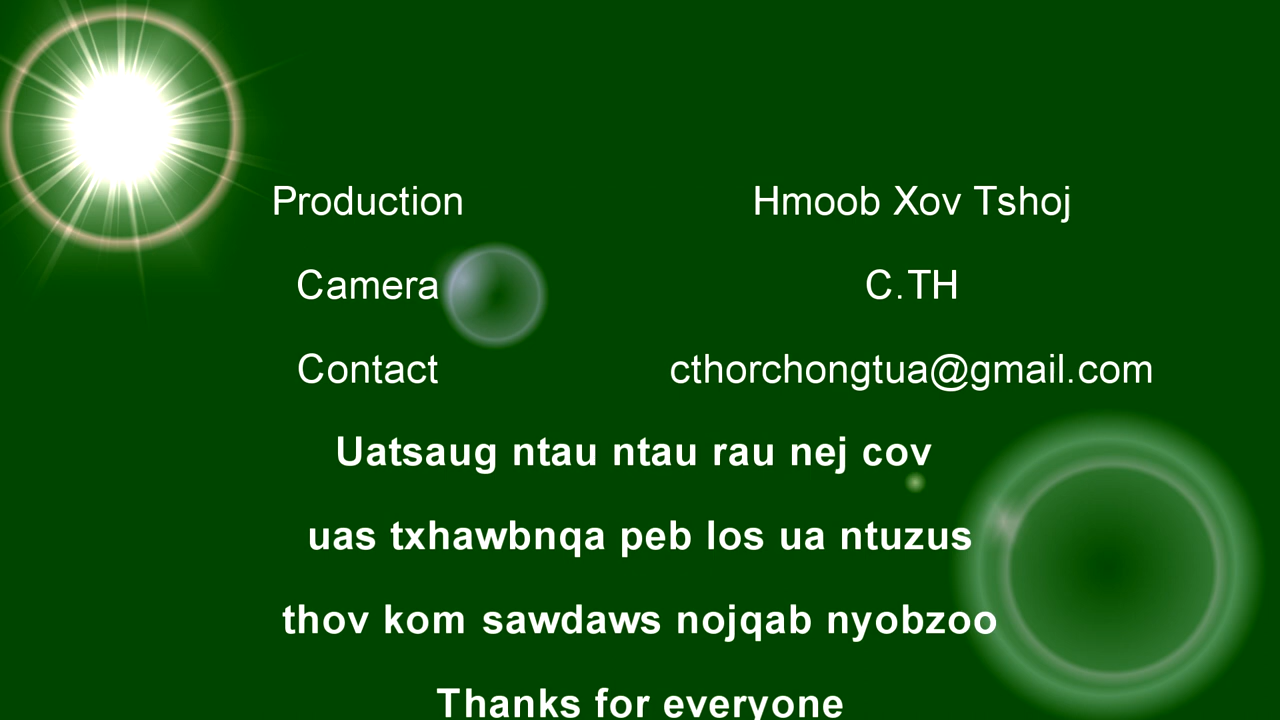 Production Hmoob Xov Tshoj
Camera C.TH
Contact cthorchongtua@gmail.com
Uatsaug ntau ntau rau nej cov
uas txhawbnqa peb los ua ntuzus
thov kom sawdaws nojqab nyobzoo
Thanks for everyone